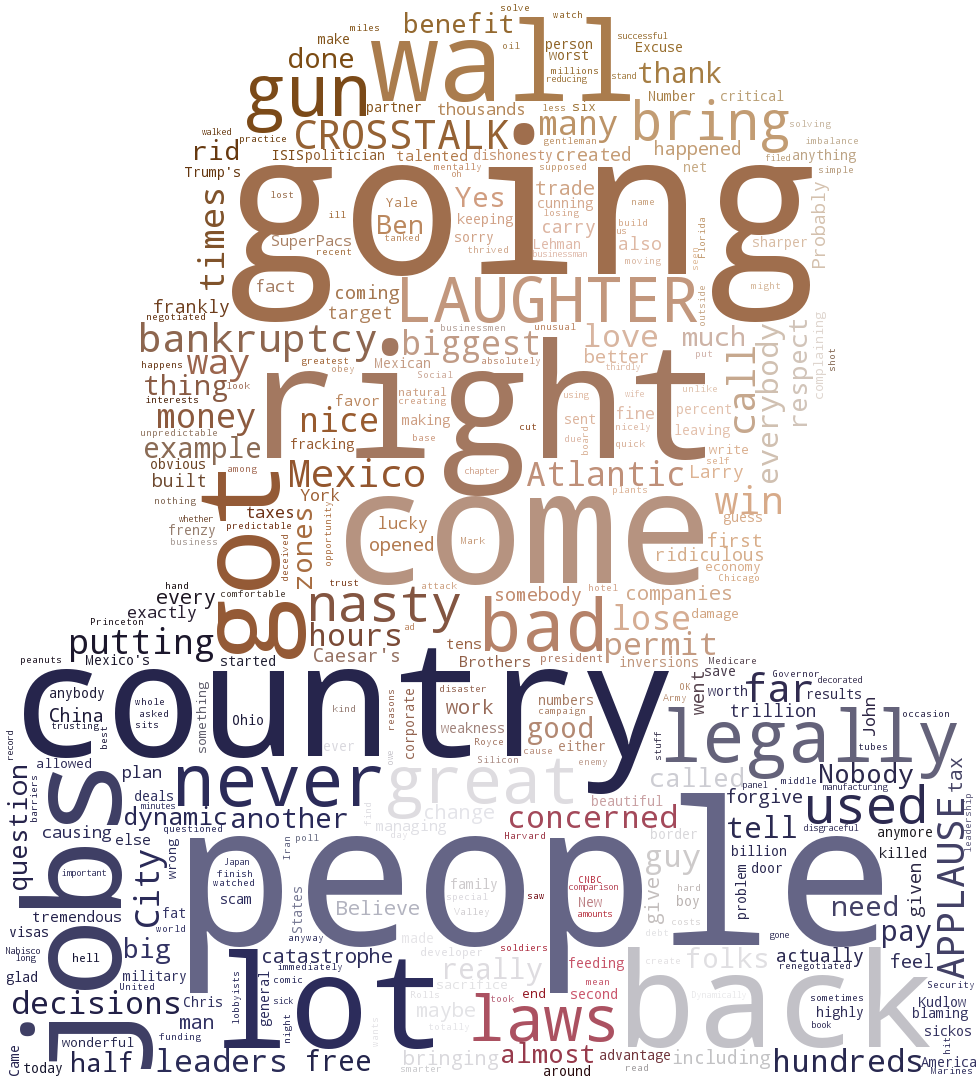 solve watch
make benefit wall successful
done person Excuse
worst
oil miles millions stand thank
gun reducing
partner thousands less six Number critical
walked CROSSTALK many bring
practice gentleman solving
rid ISIS politician talented dishonesty created happened filed imbalance
Trump's mentally supposed net anything
going oh simple
times lost Yale Yes trade name Probably
ill Ben keeping cunning carry
tanked sorry losing build us Florida
SuperPacs Lehman also sharper
recent thrived businessman moving seen
fact coming LAUGHTER might
frankly target outside
negotiated businessmen unusual love much
bankruptcy biggest complaining
happens way greatest Mexican absolutely better put call everybody respect shot
look obey Social thirdly
thing right natural using wife unlike
interests favor creating
money nice making sent fine percent
unpredictable base cut due board quick leaving
example fracking write
obvious among Mexico chapter Atlantic self Larry
built York plants
nothing got come win
whether taxes lucky guess
frenzy predictable zones opportunity opened Mark first
business deceived ridiculous
economy
trust attack hotel Chicago
hand comfortable somebody companies
every nasty
exactly ad bad lose damage
Princeton hours permit
putting tens
peanuts Mexico's started Caesar's Brothers president inversions Medicare
country OK save Governor decorated
anybody whole kind reasons disaster numbers Army went worth far results
China asked something Ohio corporate work campaign trillion John occasion
trusting sits weakness good
record best Royce cause either stuff legally tubes
allowed ever own Silicon enemy
barriers plan never great called panel middle Nobody tax
deals beautiful manufacturing
question minutes find forgive used leadership
dynamic another managing change concerned
causing questioned day border tell disgraceful anymore
jobs else wrong poll Harvard guy APPLAUSE
city Iran billion door killed
important Japan people family CNBC hard problem
finish comparison give
watched special saw New boy given
tremendous scam States Believe Valley amounts costs need
visas fat
world anyway made soldiers debt gone pay
Nabisco long hell big catastrophe developer create folks actually
really feeding renegotiated feel
glad United military immediately sacrifice mean Dynamically Security
lobbyists comic lot
decisions Chris general sick Rolls took end second back sometimes Kudlow
man maybe laws highly blaming
funding night totally book sickos
wonderful wants almost advantage including hit
Came today half leaders free bringing hundreds America
smarter around read Marines